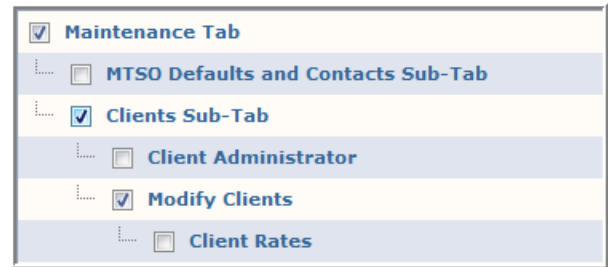 Maintenance Tab
MTSO Defaults and Contacts Sub-Tab
Clients Sub-Tab
Client Administrator
Modify Clients
Client Rates